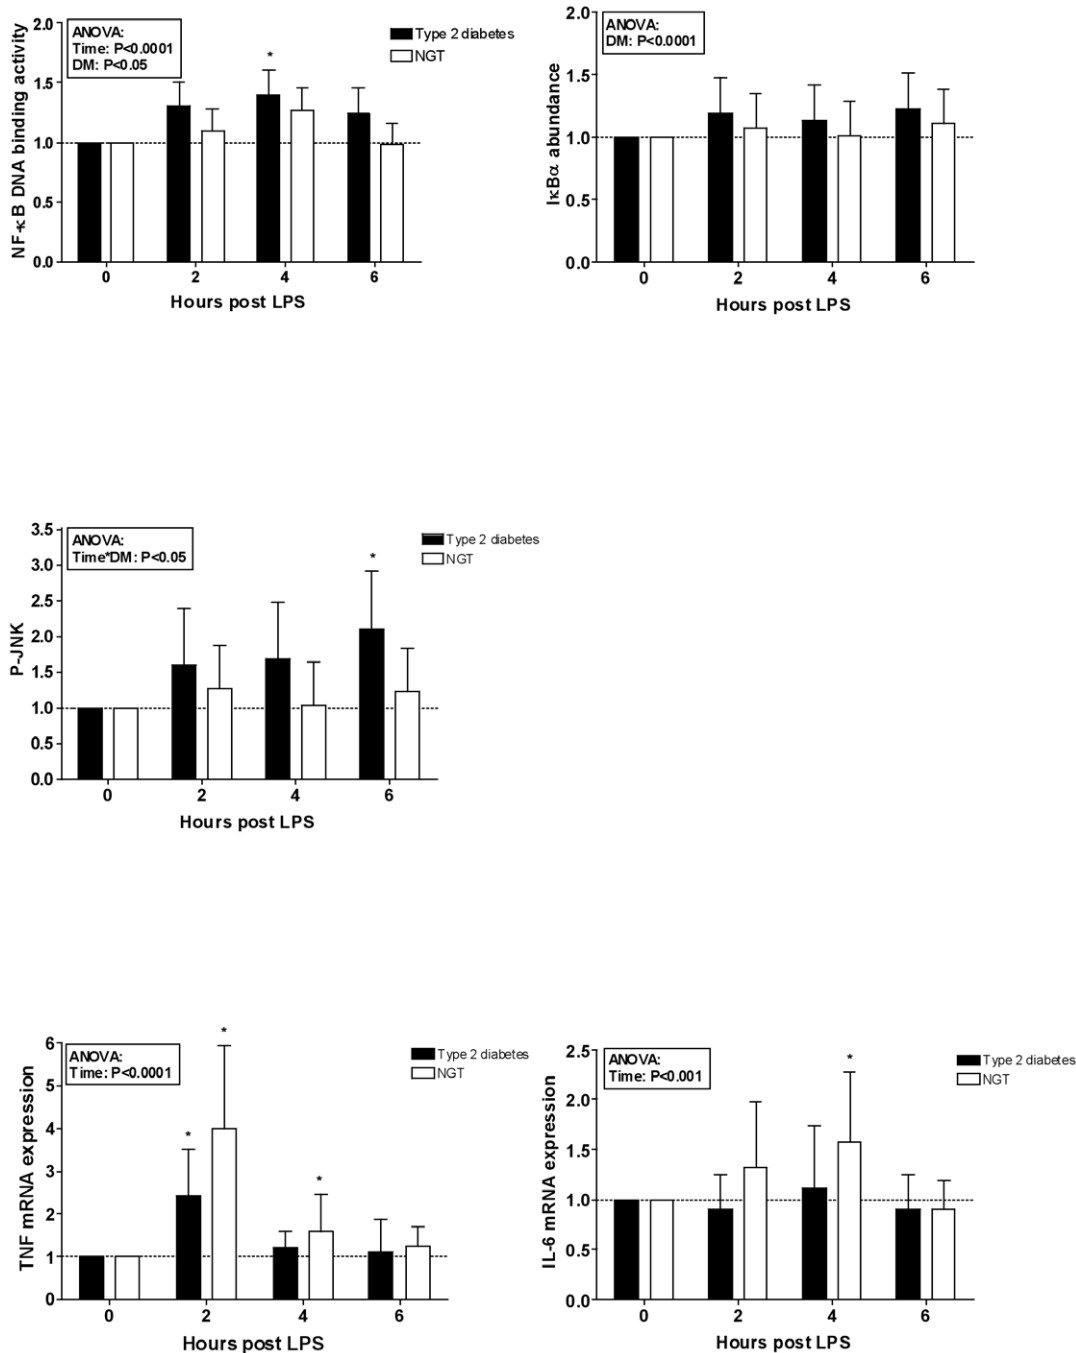 NF-κB DNA binding activity
2.0
1.5
1.0
0.5
0.0
ANOVA:
Time: P<0.0001
DM: P<0.05
*
Type 2 diabetes
NGT
0 2 4 6
Hours post LPS
IκBα abundance
2.0
1.5
1.0
0.5
0.0
ANOVA:
DM: P<0.0001
0 2 4 6
Hours post LPS
P-JNK
3.5
3.0
2.5
2.0
1.5
1.0
0.5
0.0
ANOVA:
Time*DM: P<0.05
*
Type 2 diabetes
NGT
0 2 4 6
Hours post LPS
TNF mRNA expression
6
5
4
3
2
1
0
ANOVA:
Time: P<0.0001
*
*
*
Type 2 diabetes
NGT
0 2 4 6
Hours post LPS
IL-6 mRNA expression
2.5
2.0
1.5
1.0
0.5
0.0
ANOVA:
Time: P<0.001
*
Type 2 diabetes
NGT
0 2 4 6
Hours post LPS